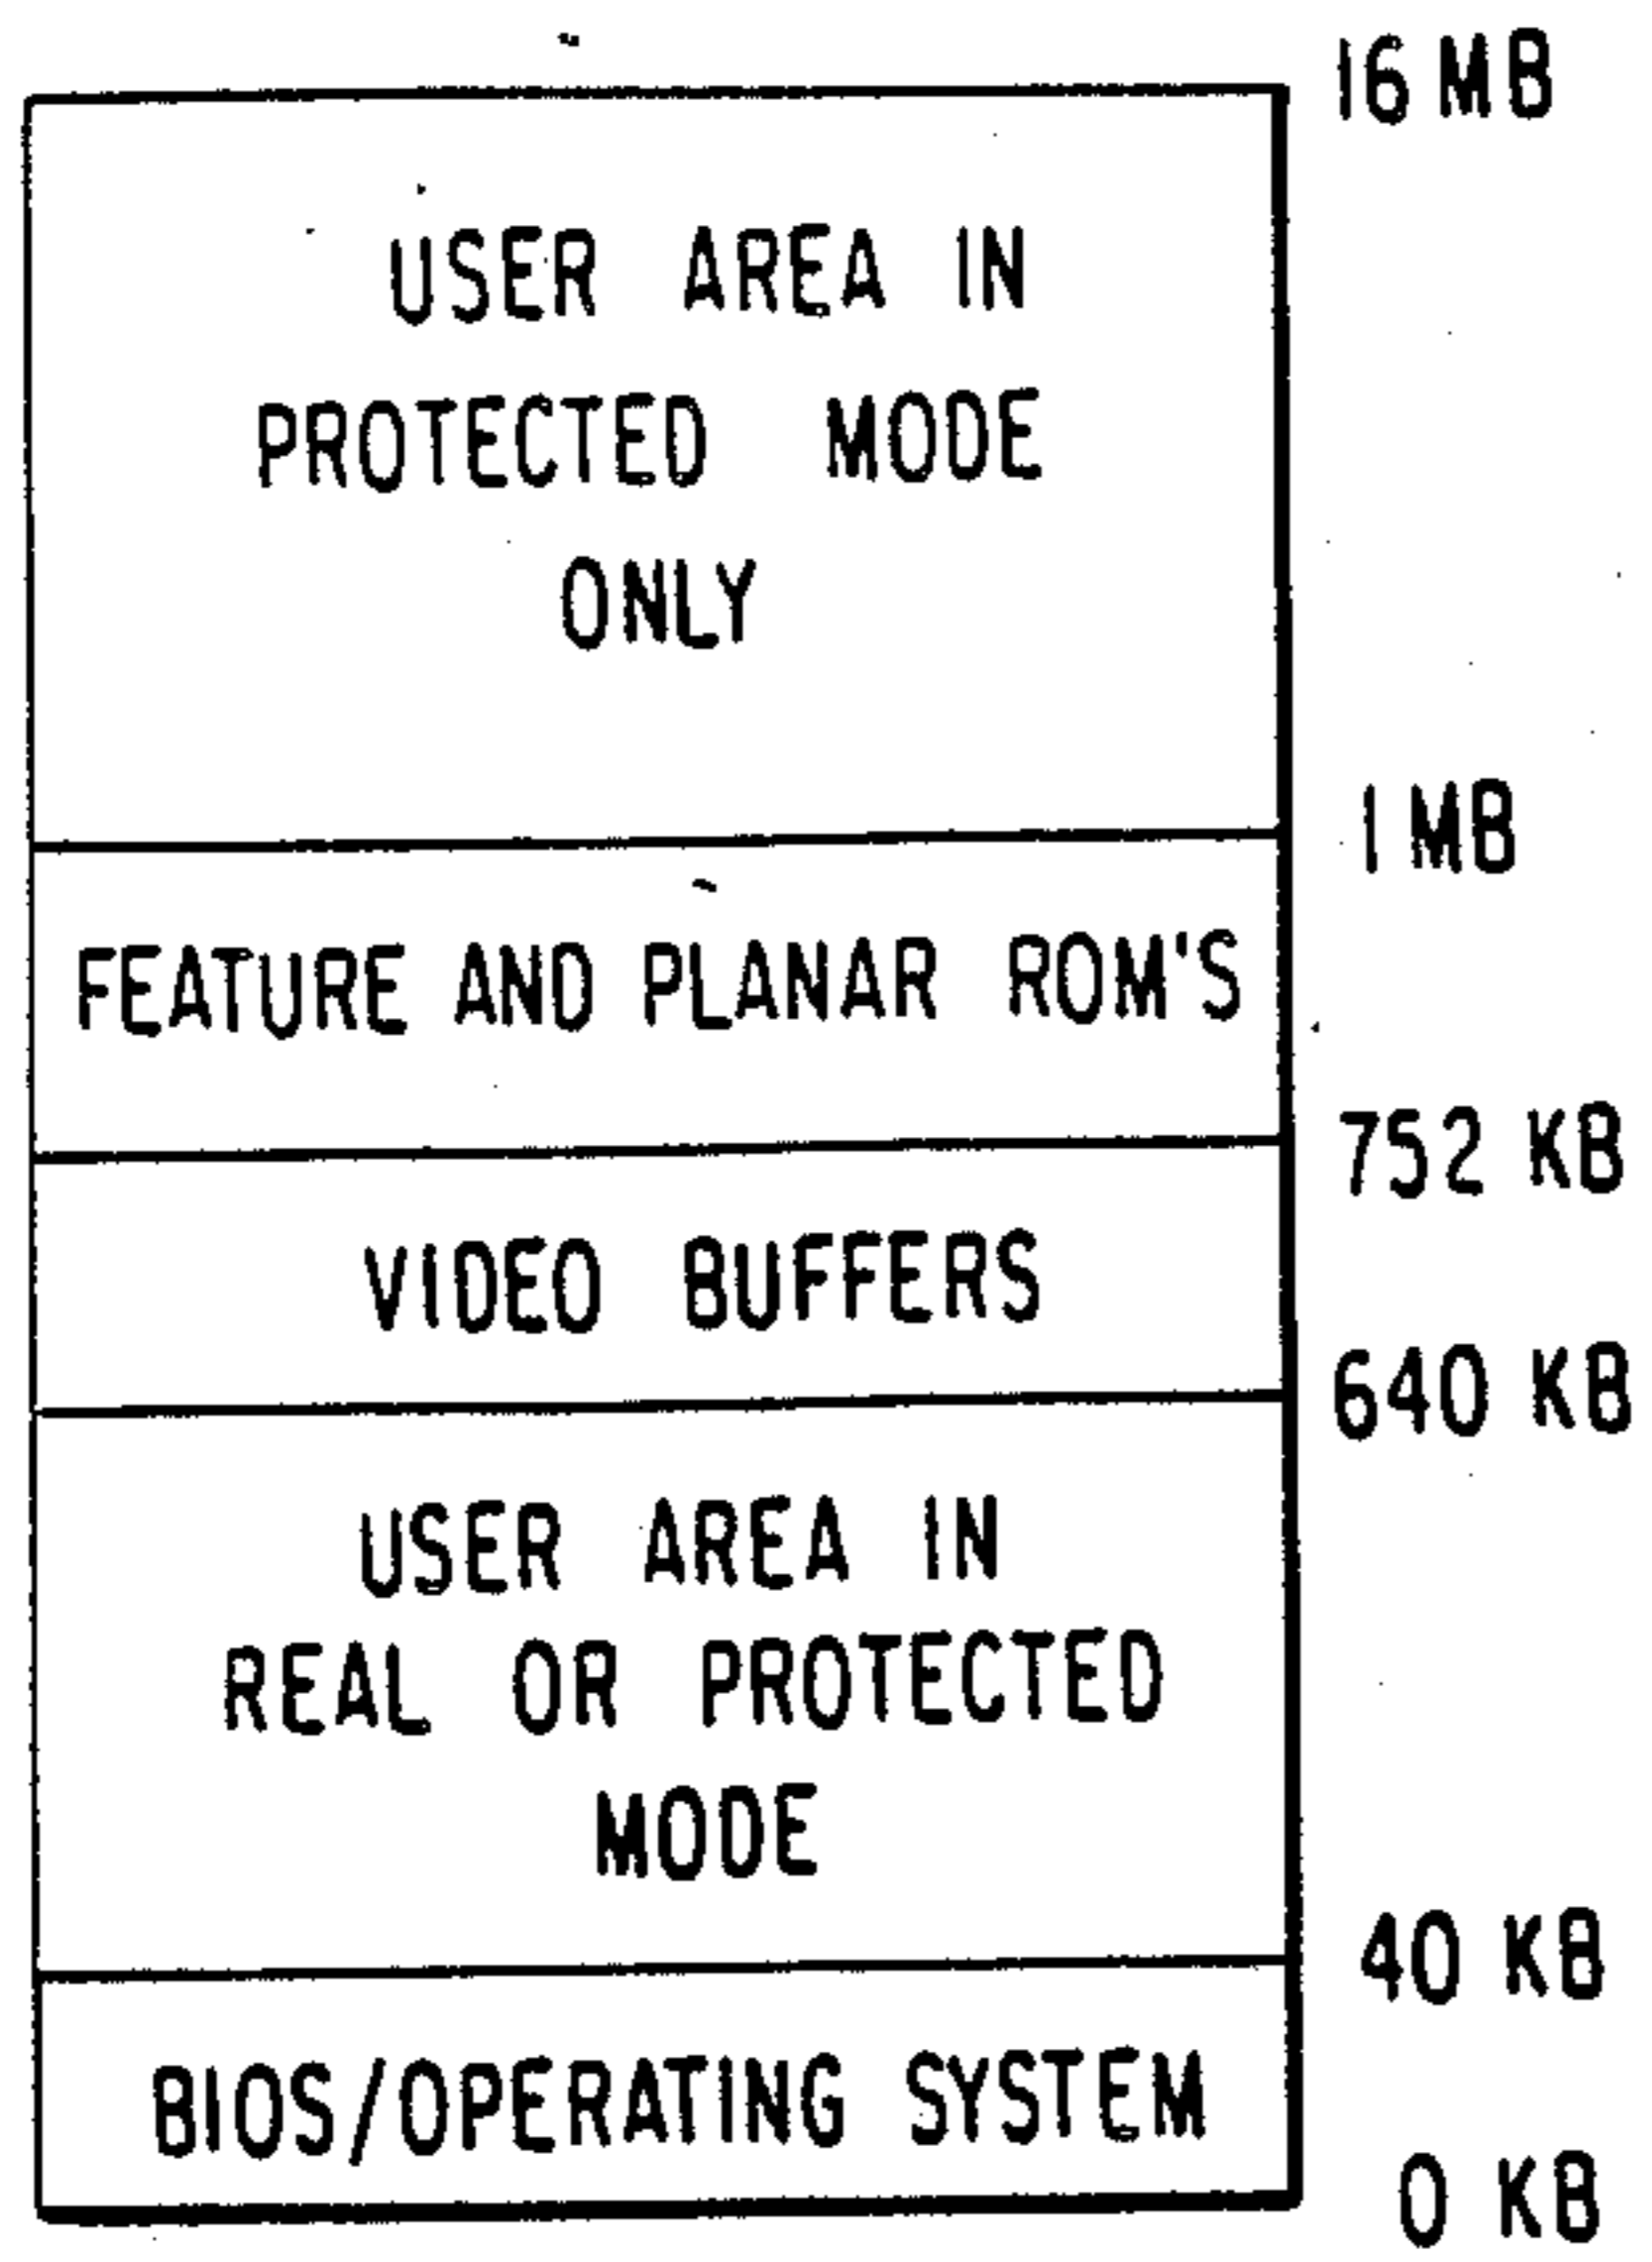 16 MB
USER AREA IN
PROTECTED MODE
ONLY
1 MB
FEATURE AND PLANAR ROM'S
752 KB
VIDEO BUFFERS
640 KB
USER AREA IN
REAL OR PROTECTED
MODE
40 KB
BIOS/OPERATING SYSTEM
0 KB